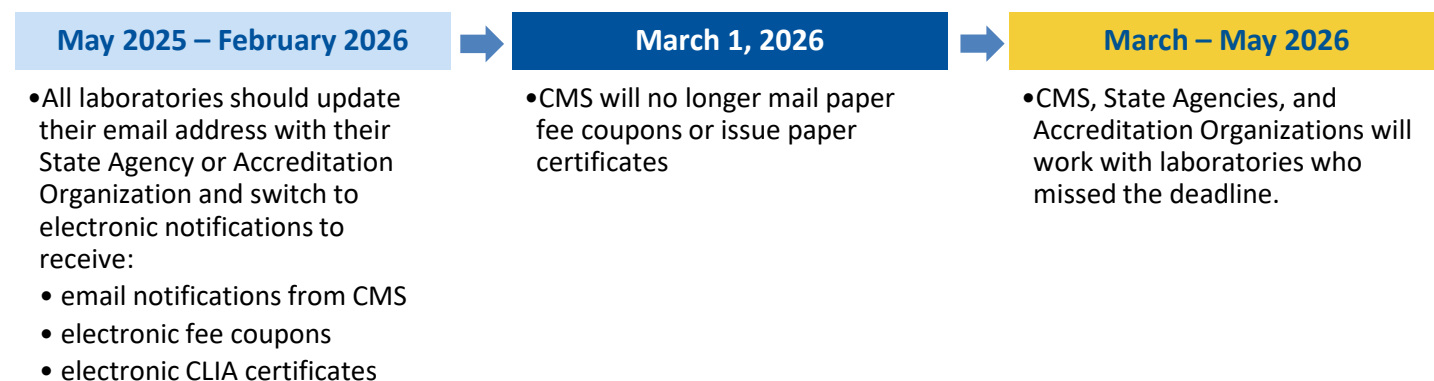 May 2025 – February 2026
•All laboratories should update
their email address with their
State Agency or Accreditation
Organization and switch to
electronic notifications to
receive:
• email notifications from CMS
• electronic fee coupons
• electronic CLIA certificates
March 1, 2026
•CMS will no longer mail paper
fee coupons or issue paper
certificates
March – May 2026
•CMS, State Agencies, and
Accreditation Organizations will
work with laboratories who
missed the deadline.